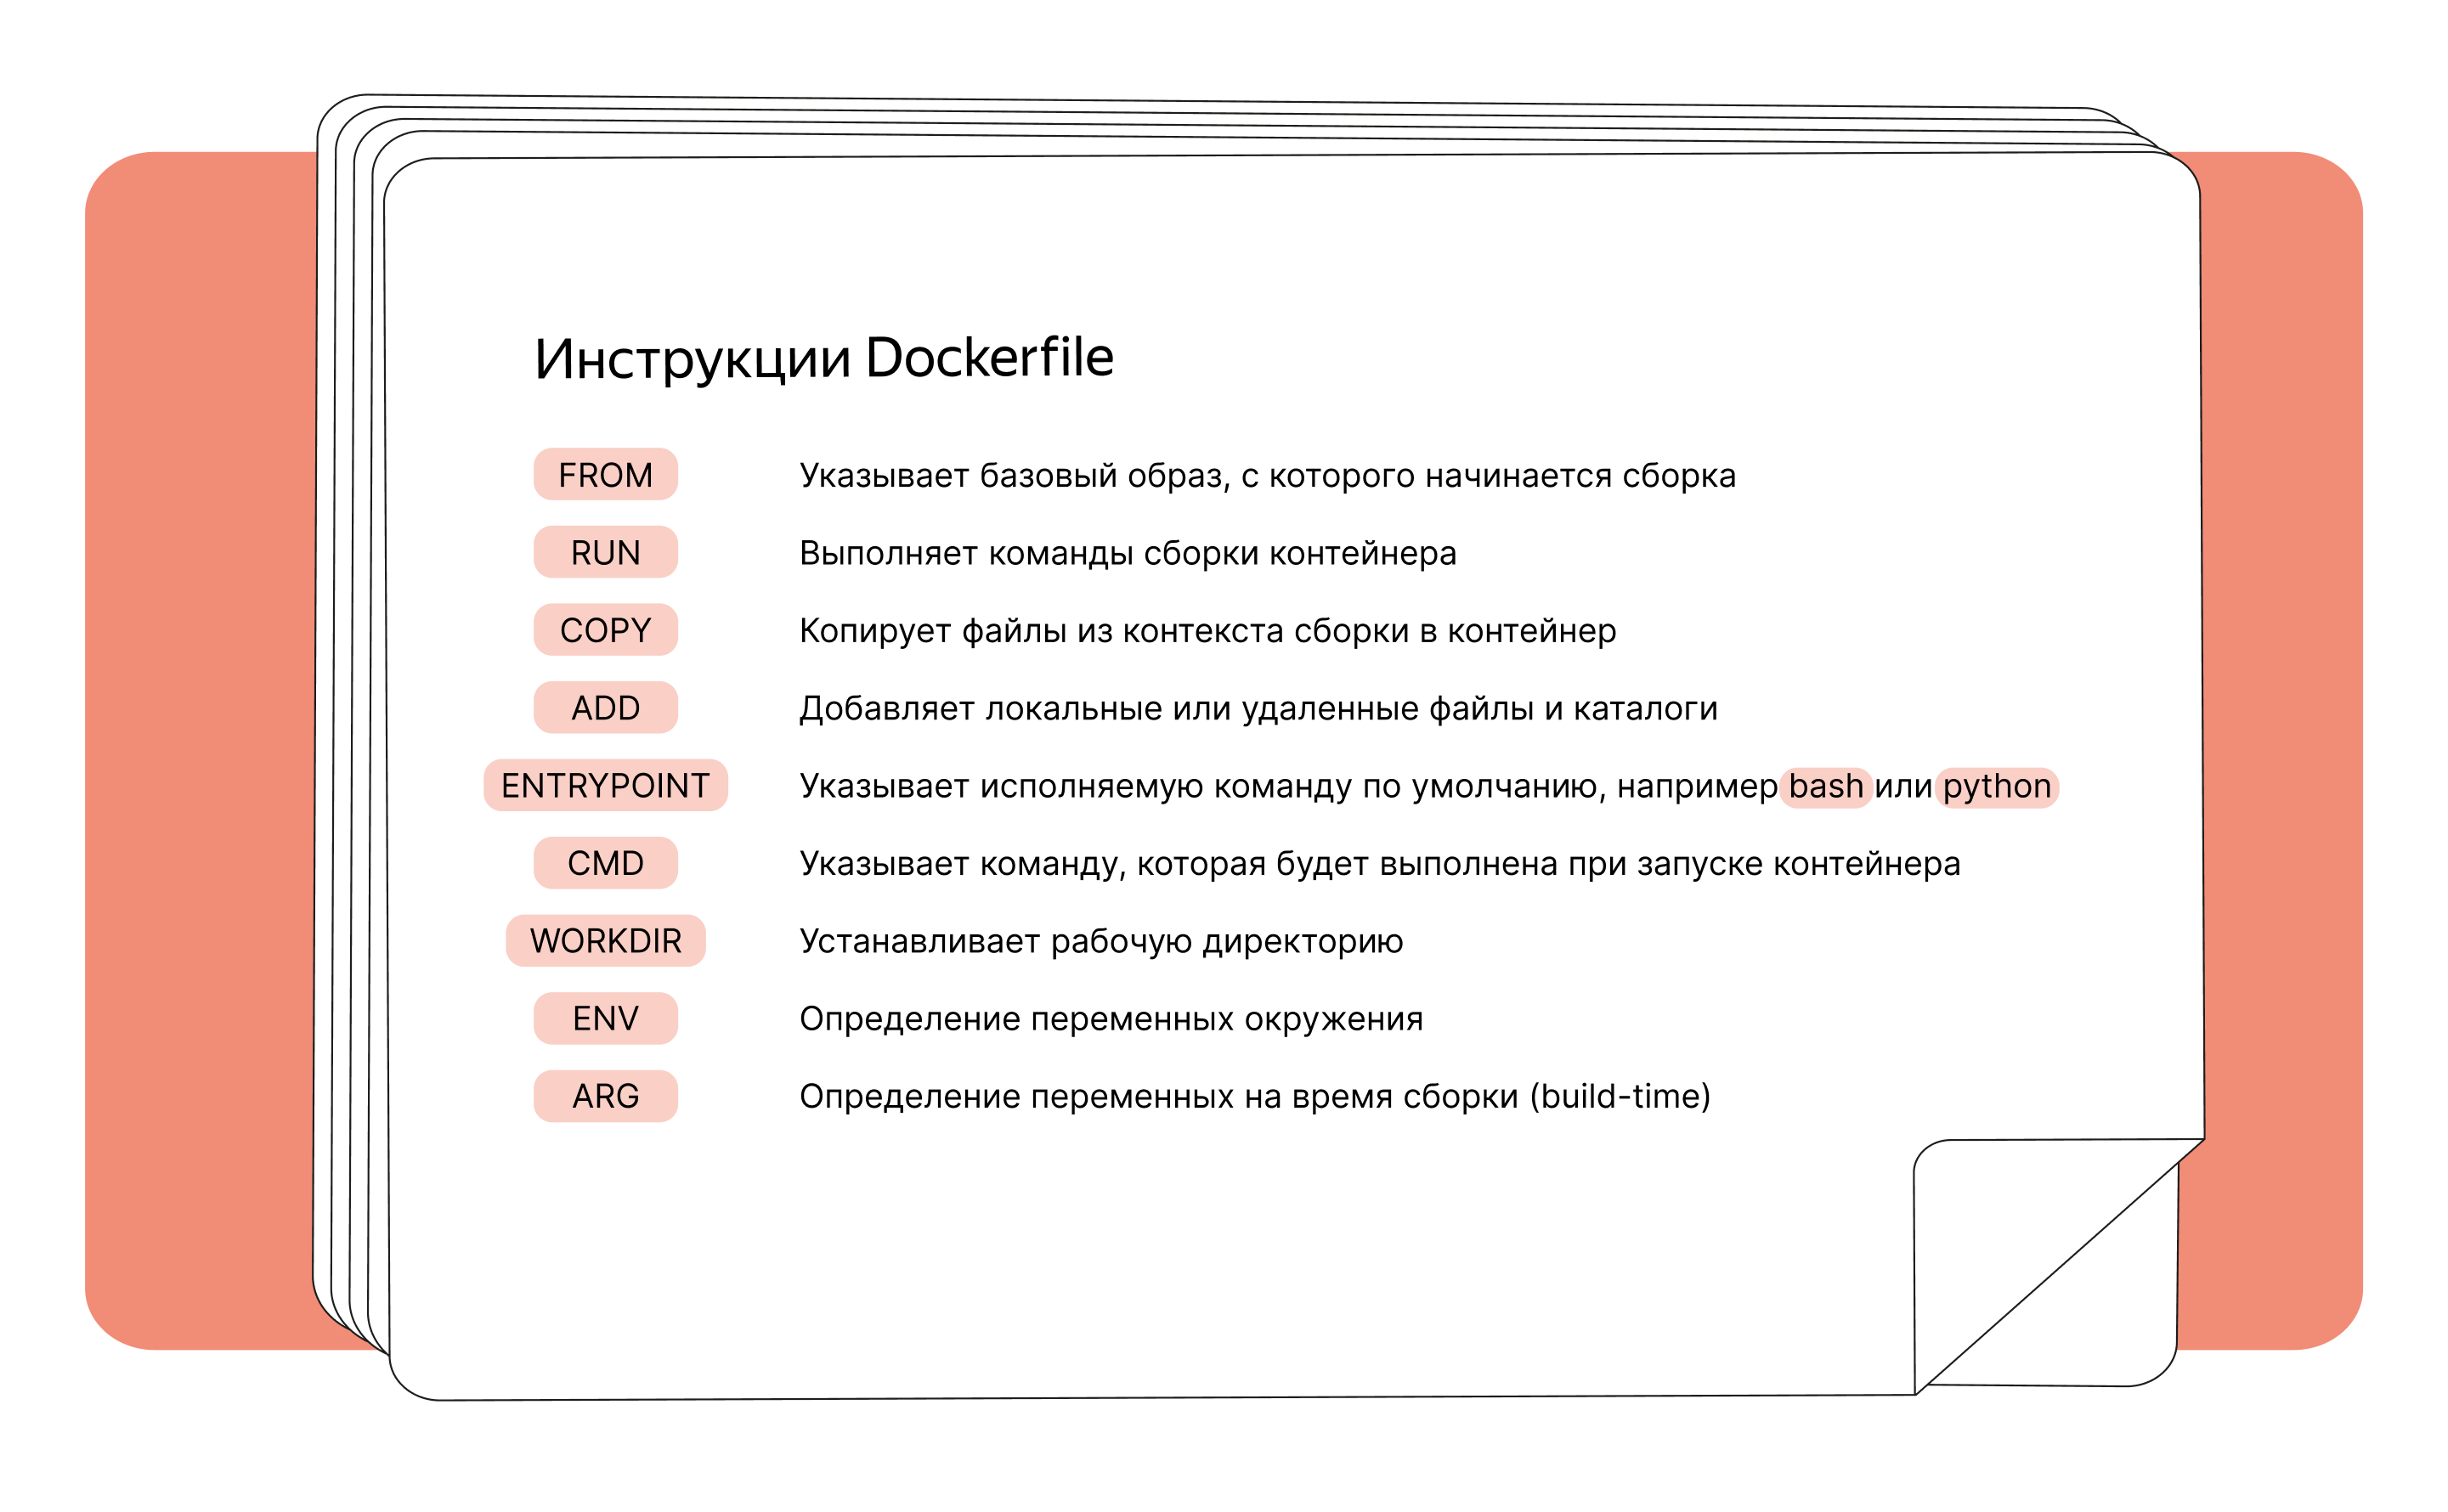 Инструкции Dockerfile
FROM Указывает базовый образ, с которого начинается сборка
RUN Выполняет команды сборки контейнера
COPY Копирует файлы из контекста сборки в контейнер
ADD Добавляет локальные или удаленные файлы и каталоги
ENTRYPOINT Указывает исполняемую команду по умолчанию, например bash или python
CMD Указывает команду, которая будет выполнена при запуске контейнера
WORKDIR Устанавливает рабочую директорию
ENV Определение переменных окружения
ARG Определение переменных на время сборки (build-time)